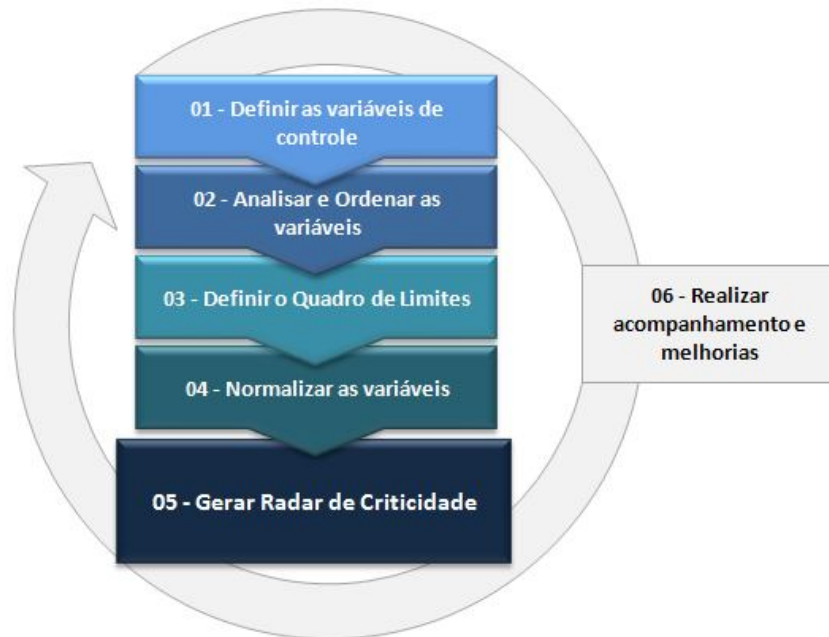 01 - Definir as variáveis de
controle
02 - Analisar e Ordenar as
variáveis
03 - Definir o Quadro de Limites
04 - Normalizar as variáveis
05 - Gerar Radar de Criticidade
06 - Realizar
acompanhamento e
melhorias